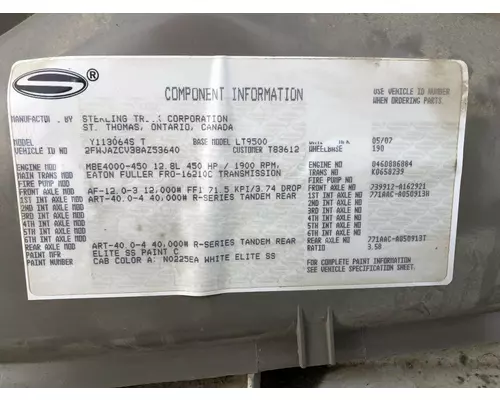 ®
COMPONENT INFORMATION
USE VEHICLE ID NUMBER
WHEN ORDERING PARTS.
MANUFACTURED BY STERLING CORPORATION
ST. THOMAS, ONTARIO, CANADA
MODEL Y113064S T BASE MODEL LT9500 05/07
VEHICLE ID NO 2FWJAZCV38AZ53640 CUSTOMER TB3612 WHEELBASE 190
ENGINE MOD MBE4000-450 12.8L 450 HP / 1900 RPM, ENGINE NO 0460886884
MAIN TRANS MOD EATON FULLER FRO-16210C TRANSMISSION TRANS NO K0658239
FIRE PUMP MOD FIRE PUMP NO
FRONT AXLE MOD AF-12.0-3 12,000# FF1 71.5 KPI/3.74 DROP FRONT AXLE NO 739912-A162921
1ST INT AXLE MOD ART-40.0-4 40,000# R-SERIES TANDEM REAR 1ST INT AXLE NO 771AAC-A050913H
2ND INT AXLE MOD 2ND INT AXLE NO
3RD INT AXLE MOD 3RD INT AXLE NO
4TH INT AXLE MOD 4TH INT AXLE NO
5TH INT AXLE MOD 5TH INT AXLE NO
6TH INT AXLE MOD 6TH INT AXLE NO
REAR AXLE MOD ART-40.0-4 40,000# R-SERIES TANDEM REAR REAR AXLE NO 771AAC-A050913T
PAINT MFR ELITE SS PAINT C RATIO 3.58
PAINT NUMBER CAB COLOR A: N0225EA WHITE ELITE SS
FOR COMPLETE PAINT INFORMATION
SEE VEHICLE SPECIFICATION SHEET.